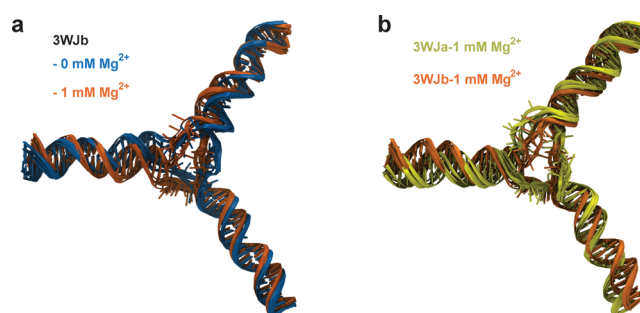 a
3WJb
- 0 mM Mg²⁺
- 1 mM Mg²⁺
b
3WJa-1 mM Mg²⁺
3WJb-1 mM Mg²⁺